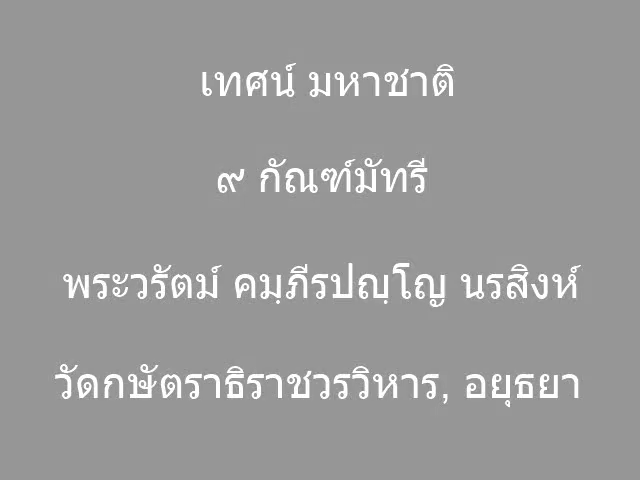 เทศน์ มหาชาติ
๙ กัณฑ์มัทรี
พระวรัตม์ คมฺภีรปญฺโญ นรสิงห์
วัดกษัตราธิราชวรวิหาร, อยุธยา